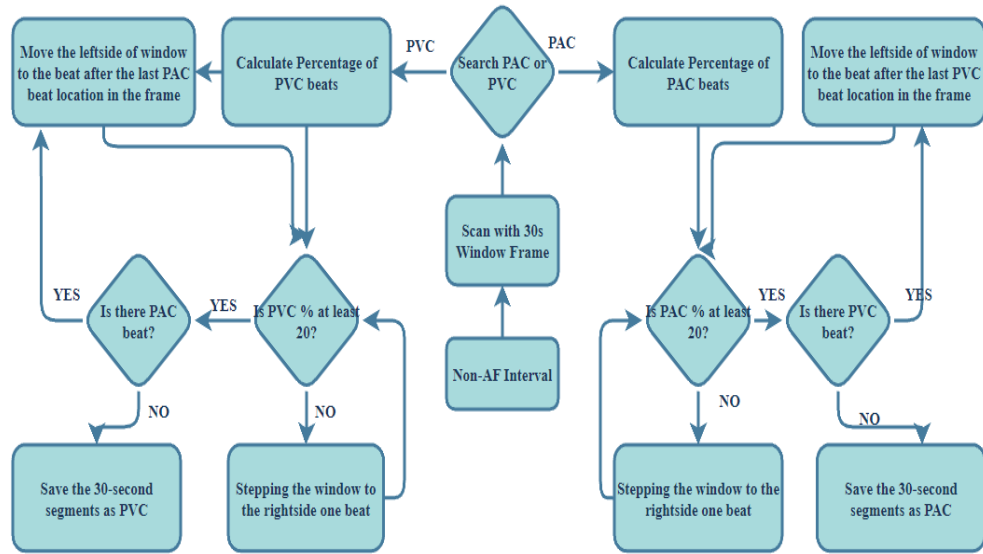 Move the leftside of window
to the beat after the last PAC
beat location in the frame
Calculate Percentage of
PVC beats
PVC
Search PAC or
PVC
PAC
Calculate Percentage of
PAC beats
Move the leftside of window
to the beat after the last PVC
beat location in the frame
Scan with 30s
Window Frame
YES
Is there PAC
beat?
YES
Is PVC % at least
20?
Non-AF Interval
Is PAC % at least
20?
YES
Is there PVC
beat?
YES
NO
NO
NO
NO
Save the 30-second
segments as PVC
Stepping the window to
the rightside one beat
Stepping the window to the
rightside one beat
Save the 30-second
segments as PAC